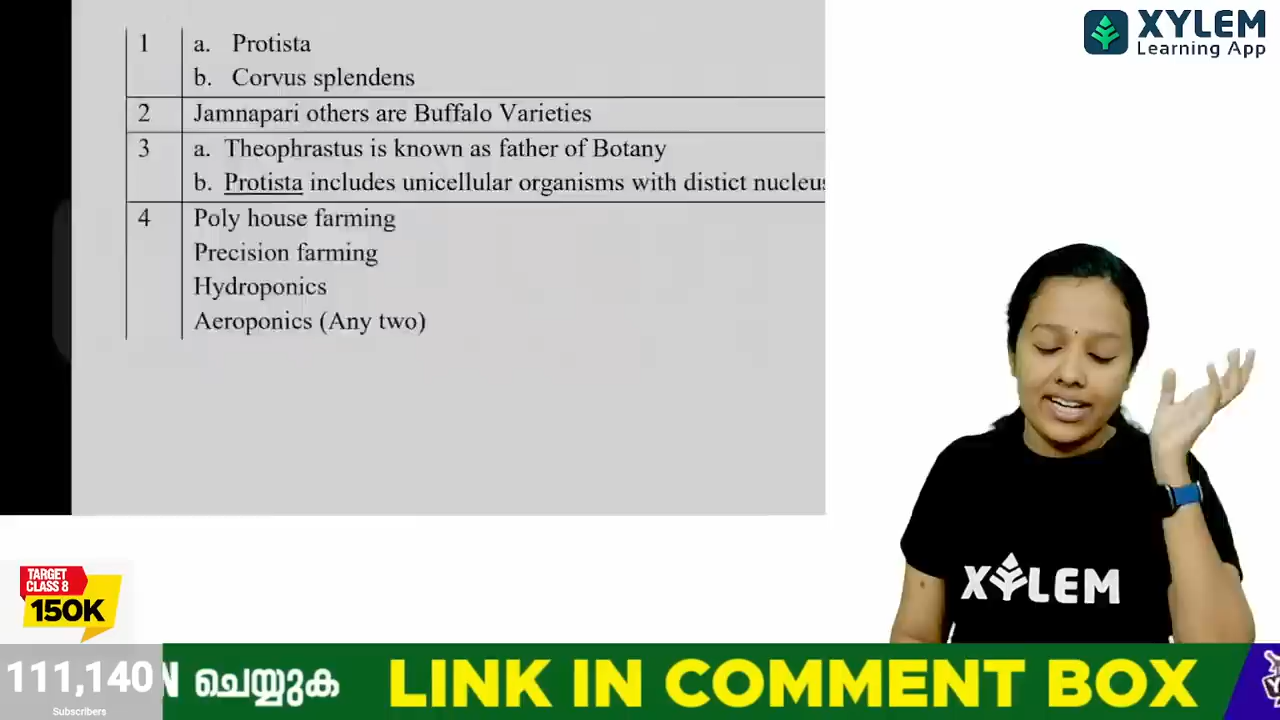 XYLEM
Learning App
1 a. Protista
b. Corvus splendens
2 Jamnapari others are Buffalo Varieties
3 a. Theophrastus is known as father of Botany
b. Protista includes unicellular organisms with distict nucleus
4 Poly house farming
Precision farming
Hydroponics
Aeroponics (Any two)
XYLEM
TARGET
CLASS 8
150K
111,140
Subscribers
N ചെയ്യുക LINK IN COMMENT BOX